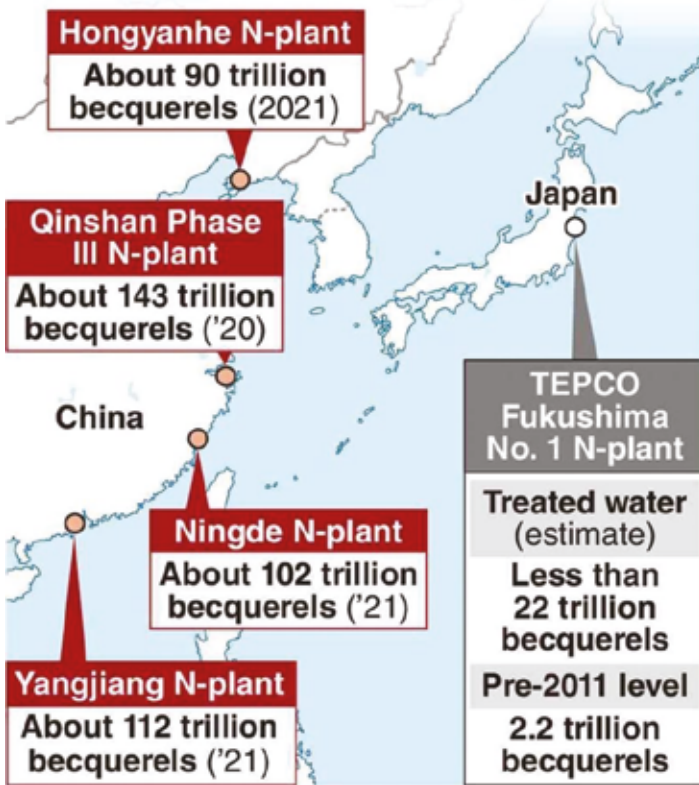 Hongyanhe N-plant
About 90 trillion
becquerels (2021)
Qinshan Phase
III N-plant
About 143 trillion
becquerels ('20)
Japan
China
Ningde N-plant
About 102 trillion
becquerels ('21)
Yangjiang N-plant
About 112 trillion
becquerels ('21)
TEPCO
Fukushima
No. 1 N-plant
Treated water
(estimate)
Less than
22 trillion
becquerels
Pre-2011 level
2.2 trillion
becquerels